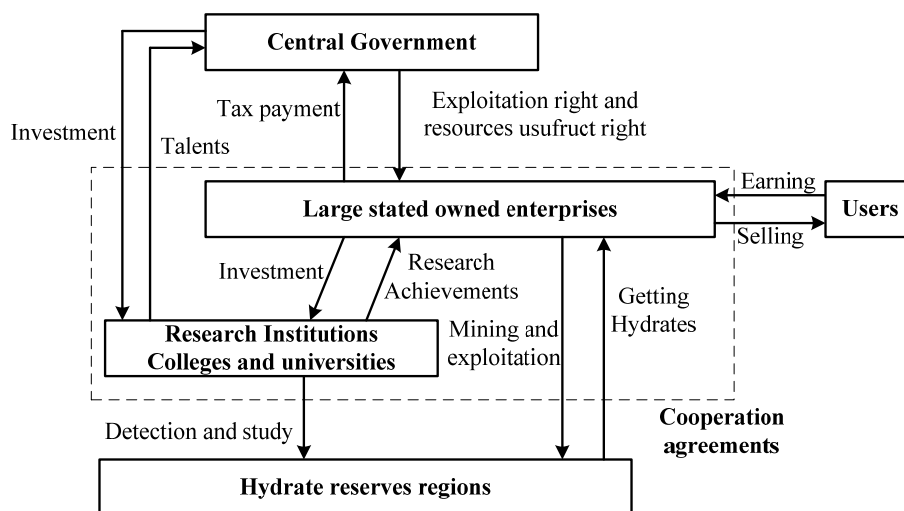 Central Government
Tax payment
Exploitation right and
resources usufruct right
Investment
Talents
Large stated owned enterprises
Earning
Users
Selling
Investment
Research
Achievements
Getting
Hydrates
Mining and
exploitation
Research Institutions
Colleges and universities
Detection and study
Cooperation
agreements
Hydrate reserves regions